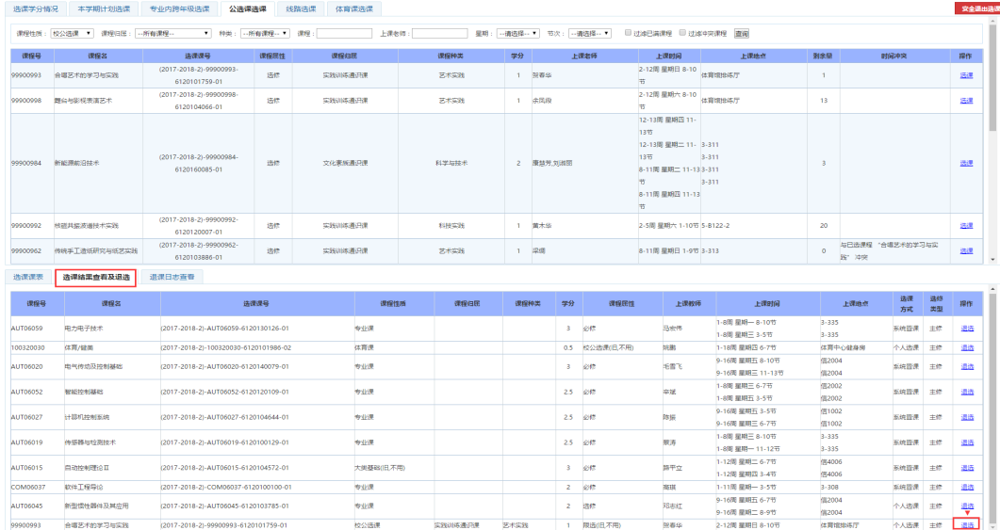 选课学分情况 本学期计划选课 专业内跨年级选课 公选课选课 线路选课 体育课选课 安全退出选课
课程性质： 校公选课 课程归属： --所有课程-- 种类： --所有课程-- 课程： 上课老师： 星期： --请选择-- 节次： --请选择-- 过滤已满课程 过滤冲突课程 查询
课程号 课程名 选课课号 课程属性 课程归属 课程种类 学分 上课老师 上课时间 上课地点 剩余量 时间冲突 操作
99900993 合唱艺术的学习与实践 (2017-2018-2)-99900993-6120101759-01 选修 实践训练通识课 艺术实践 1 贺春华 2-12周 星期日 8-10节 体育馆排练厅 1 选课
99900998 舞台与影视表演艺术 (2017-2018-2)-99900998-6120104066-01 选修 实践训练通识课 艺术实践 1 余凤段 2-12周 星期六 8-10节 体育馆排练厅 13 选课
12-13周 星期四 11-
13节
12-13周 星期二 11- 3-311
99900984 新能源前沿技术 (2017-2018-2)-99900984-6120160085-01 选修 文化素质通识课 科学与技术 2 康慧芳,刘淑丽 13节 3-311 3 选课
8-11周 星期二 11-13 3-311
节 3-311
8-11周 星期四 11-13
节
99900992 核磁共振波谱技术实践 (2017-2018-2)-99900992-6120120007-01 选修 实践训练通识课 科技实践 1 黄木华 2-5周 星期六 1-10节 5-B122-2 20 选课
99900962 传统手工造纸研究与纸艺实践 (2017-2018-2)-99900962-6120103886-01 选修 实践训练通识课 艺术实践 1 梁绸 8-11周 星期日 1-9节 3-313 0 与已选课程 “合唱艺术的学习与实践” 冲突 选课
选课课表 选课结果查看及退选 退课日志查看
课程号 课程名 选课课号 课程性质 课程归属 课程种类 学分 课程属性 上课教师 上课时间 上课地点 选课方式 选修类型 操作
AUT06059 电力电子技术 (2017-2018-2)-AUT06059-6120130126-01 专业课 3 必修 马宏伟 1-8周 星期一 8-10节 3-335 系统置课 主修 退选
1-8周 星期三 3-5节 3-335
100320030 体育/健美 (2017-2018-2)-100320030-6120101986-02 体育课 0.5 校公选课(旧,不用) 姚鹏 1-18周 星期四 6-7节 体育中心健身房 个人选课 主修 退选
AUT06020 电气传动及控制基础 (2017-2018-2)-AUT06020-6120140079-01 专业课 3 必修 毛雪飞 9-16周 星期五 8-10节 信2004 系统置课 主修 退选
9-16周 星期三 11-13节 信2004
AUT06052 智能控制基础 (2017-2018-2)-AUT06052-6120120109-01 专业课 2.5 必修 辛斌 1-8周 星期三 6-7节 信2002 系统置课 主修 退选
1-8周 星期五 3-5节 信2002
AUT06027 计算机控制系统 (2017-2018-2)-AUT06027-6120104644-01 专业课 2.5 必修 陈振 9-16周 星期五 3-5节 信1002 系统置课 主修 退选
9-16周 星期三 6-7节 信1002
AUT06019 传感器与检测技术 (2017-2018-2)-AUT06019-6120100129-01 专业课 2.5 必修 蔡涛 1-8周 星期三 8-10节 3-335 系统置课 主修 退选
1-8周 星期一 11-12节 3-335
AUT06015 自动控制理论II (2017-2018-2)-AUT06015-6120104572-01 大类基础(旧,不用) 3 必修 薛平立 1-12周 星期二 6-7节 信4006 系统置课 主修 退选
1-12周 星期四 3-4节 信4006
COM06037 软件工程导论 (2017-2018-2)-COM06037-6120100100-01 专业课 2 必修 高琪 1-11周 星期一 3-5节 3-308 系统置课 主修 退选
AUT06045 新型惯性器件及其应用 (2017-2018-2)-AUT06045-6120103785-01 专业课 2 选修 邓志红 9-16周 星期五 6-7节 信2004 个人选课 主修 退选
9-16周 星期二 8-9节 信2004
99900993 合唱艺术的学习与实践 (2017-2018-2)-99900993-6120101759-01 校公选课 实践训练通识课 艺术实践 1 限选(旧,不用) 贺春华 2-12周 星期日 8-10节 体育馆排练厅 个人选课 主修 退选